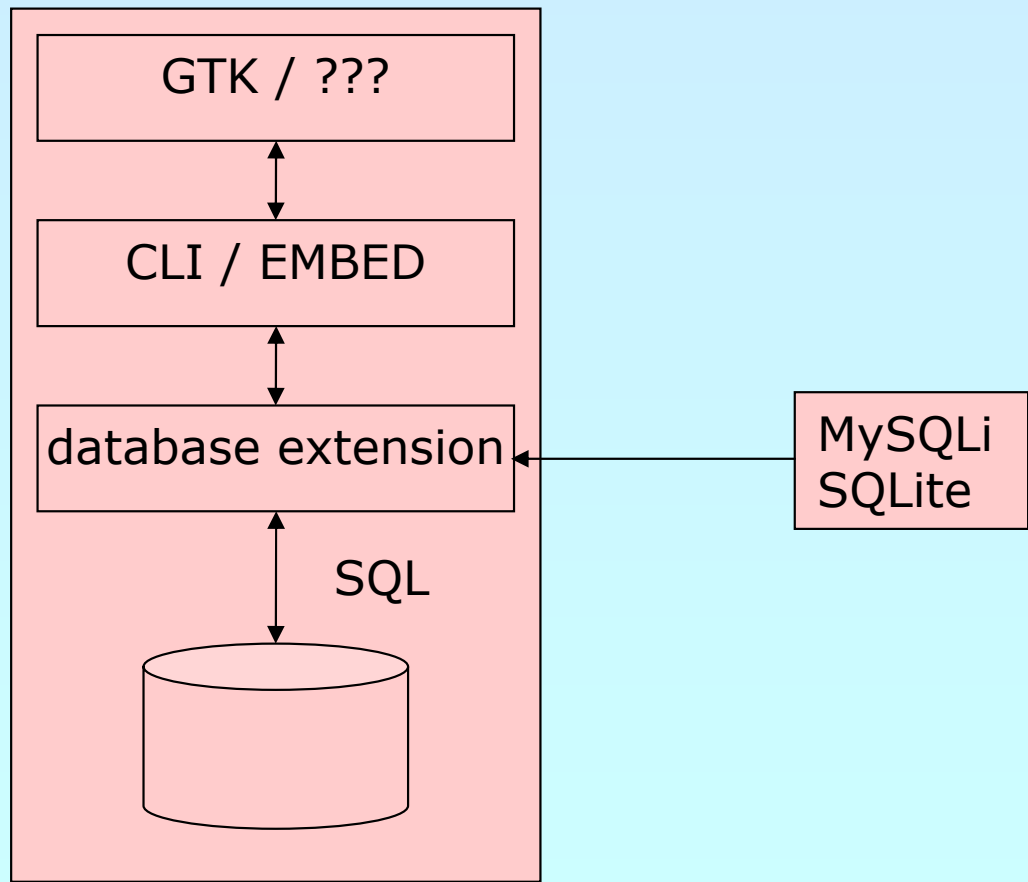 GTK / ???
CLI / EMBED
database extension
MySQLi
SQLite
SQL